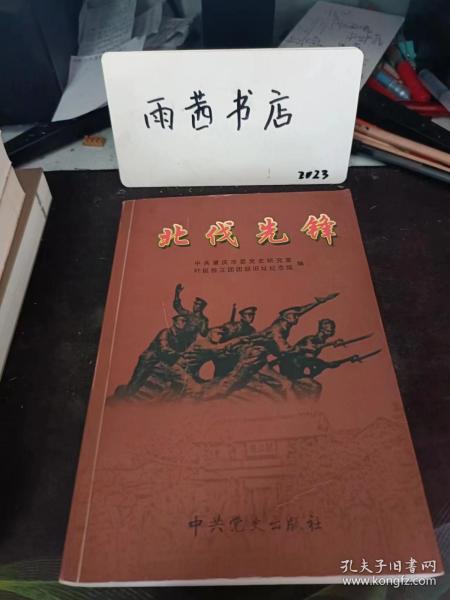 雨茜书店
2023
北伐先锋
中共肇庆市委党史研究室
叶挺独立团团部旧址纪念馆 编
中共党史出版社
孔夫子旧书网
www.kongfz.com